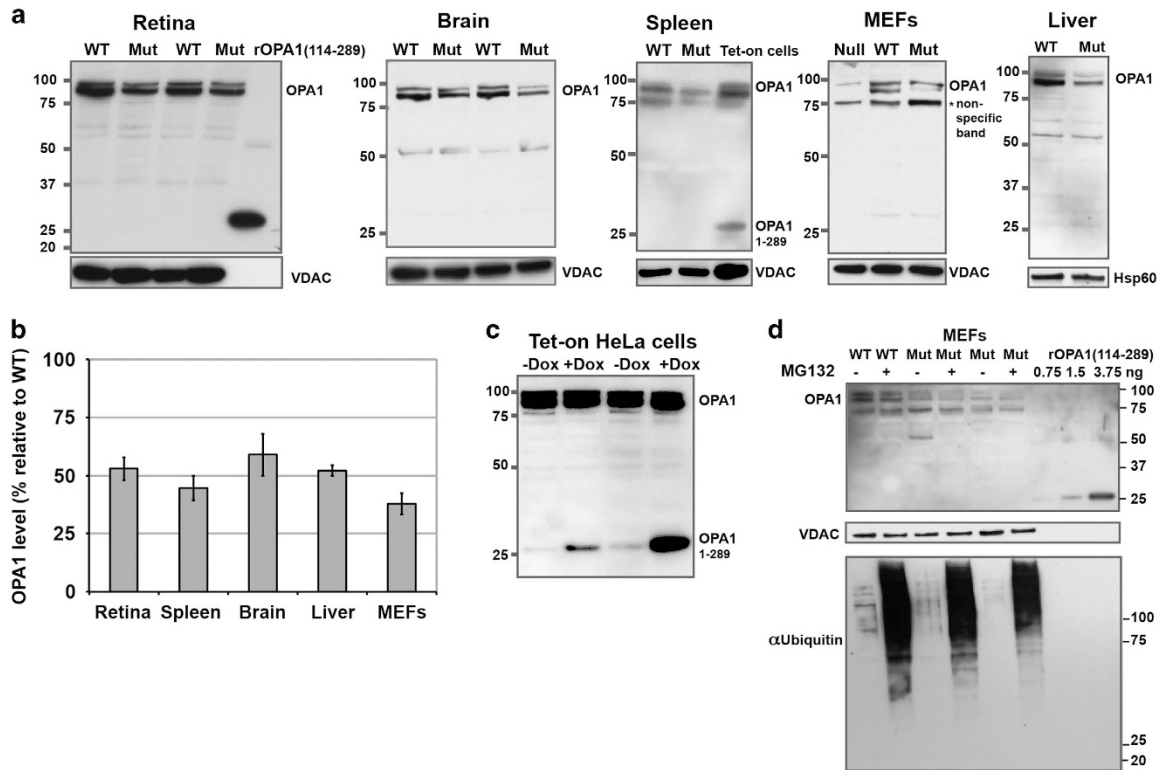 a
Retina
WT Mut WT Mut rOPA1(114-289)
100
75
50
37
25
20
OPA1
VDAC
Brain
WT Mut WT Mut
100
75
50
25
OPA1
VDAC
Spleen
WT Mut Tet-on cells
100
75
50
25
OPA1
OPA1
1-289
VDAC
MEFs
Null WT Mut
100
75
50
25
OPA1
* non-
specific
band
VDAC
Liver
WT Mut
100
75
50
37
25
OPA1
Hsp60
b
OPA1 level (% relative to WT)
100
75
50
25
0
Retina Spleen Brain Liver MEFs
c
Tet-on HeLa cells
-Dox +Dox -Dox +Dox
100
75
50
25
OPA1
OPA1
1-289
d
MEFs
WT WT Mut Mut Mut Mut rOPA1(114-289)
MG132 - + - + - + 0.75 1.5 3.75 ng
OPA1
100
75
50
37
25
VDAC
αUbiquitin
100
75
25
20